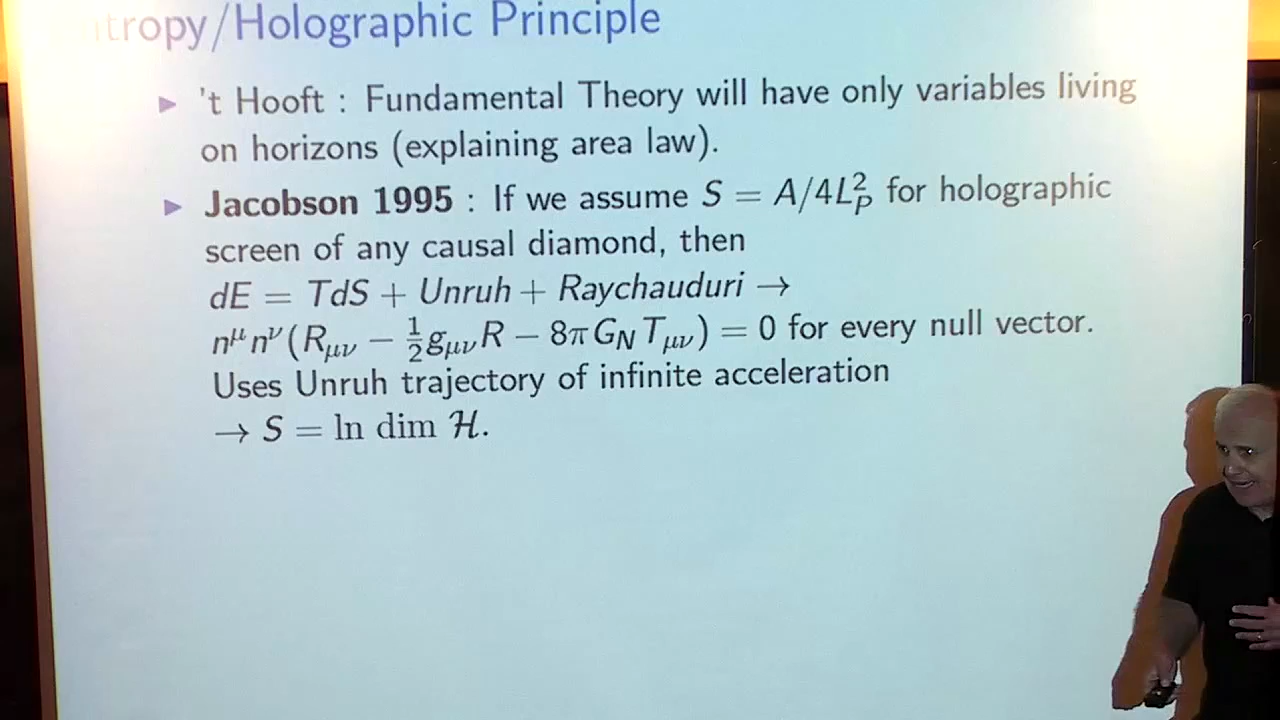 tropy/Holographic Principle
▶ 't Hooft : Fundamental Theory will have only variables living
on horizons (explaining area law).
▶ Jacobson 1995 : If we assume S = A/4L_P^2 for holographic
screen of any causal diamond, then
dE = TdS + Unruh + Raychauduri →
n^μ n^ν (R_μν − 1/2 g_μν R − 8πG_N T_μν) = 0 for every null vector.
Uses Unruh trajectory of infinite acceleration
→ S = ln dim ℋ.